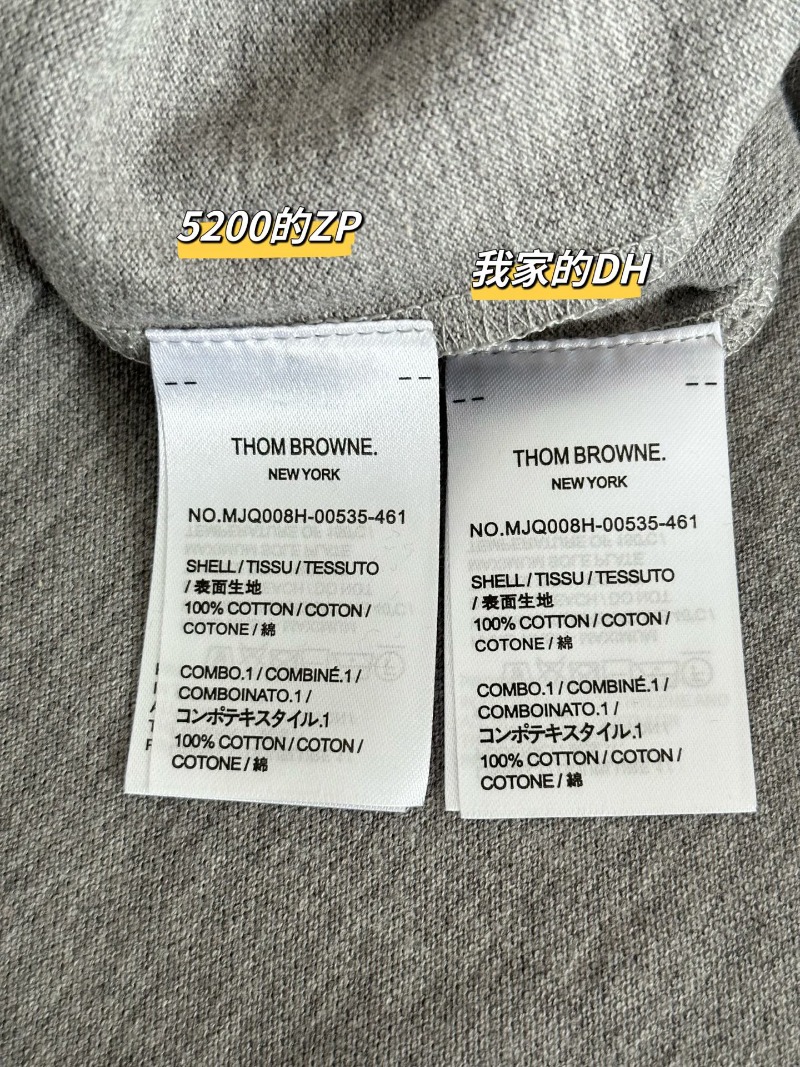 5200的ZP
我家的DH
THOM BROWNE.
NEW YORK
NO.MJQ008H-00535-461
SHELL / TISSU / TESSUTO
/ 表面生地
100% COTTON / COTON /
COTONE / 綿
COMBO.1 / COMBINÉ.1 /
COMBOINATO.1 /
コンポテキスタイル.1
100% COTTON / COTON /
COTONE / 綿
THOM BROWNE.
NEW YORK
NO.MJQ008H-00535-461
SHELL / TISSU / TESSUTO
/ 表面生地
100% COTTON / COTON /
COTONE / 綿
COMBO.1 / COMBINÉ.1 /
COMBOINATO.1 /
コンポテキスタイル.1
100% COTTON / COTON /
COTONE / 綿